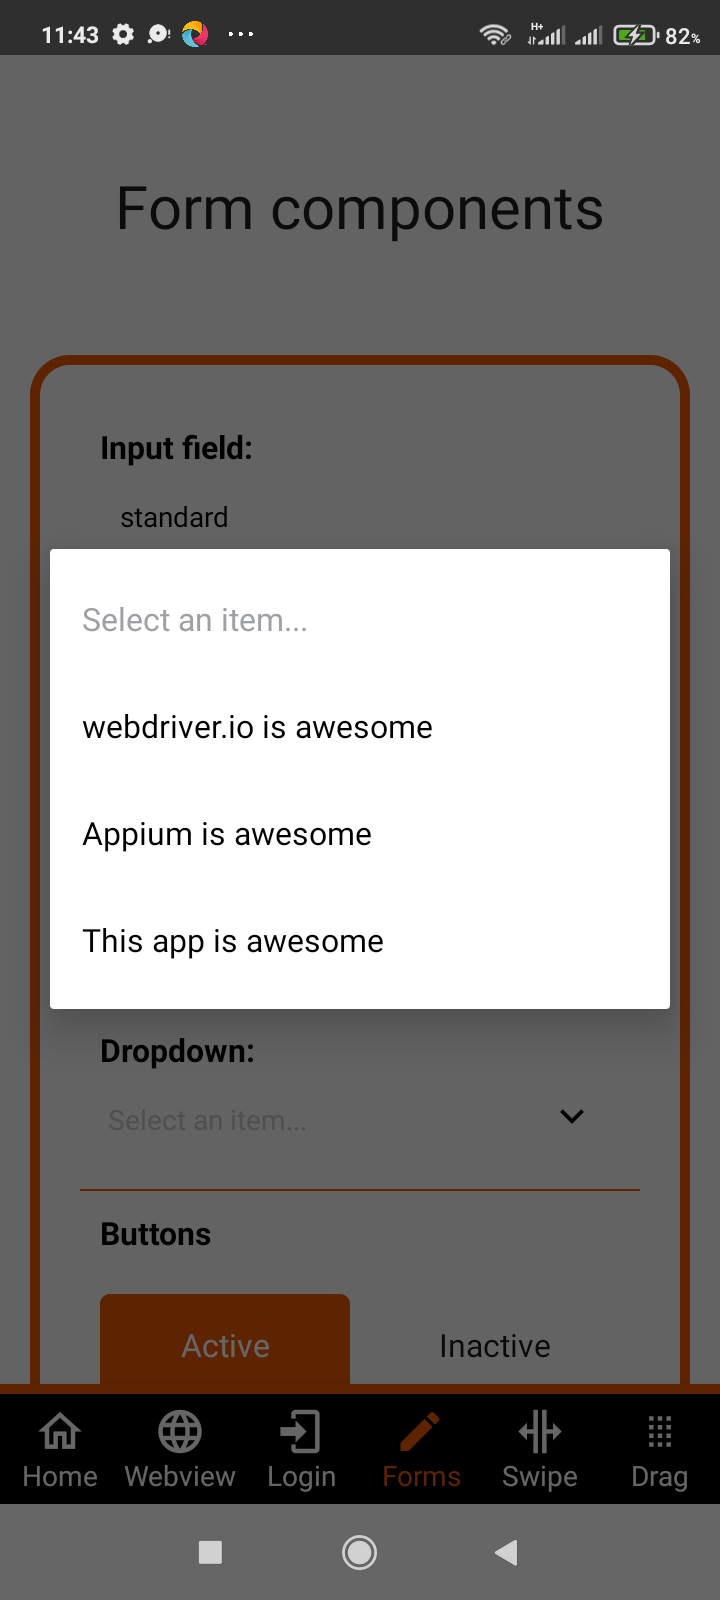 11:43 82%
H+
Form components
Input field:
standard
Select an item...
webdriver.io is awesome
Appium is awesome
This app is awesome
Dropdown:
Select an item...
Buttons
Active Inactive
Home Webview Login Forms Swipe Drag